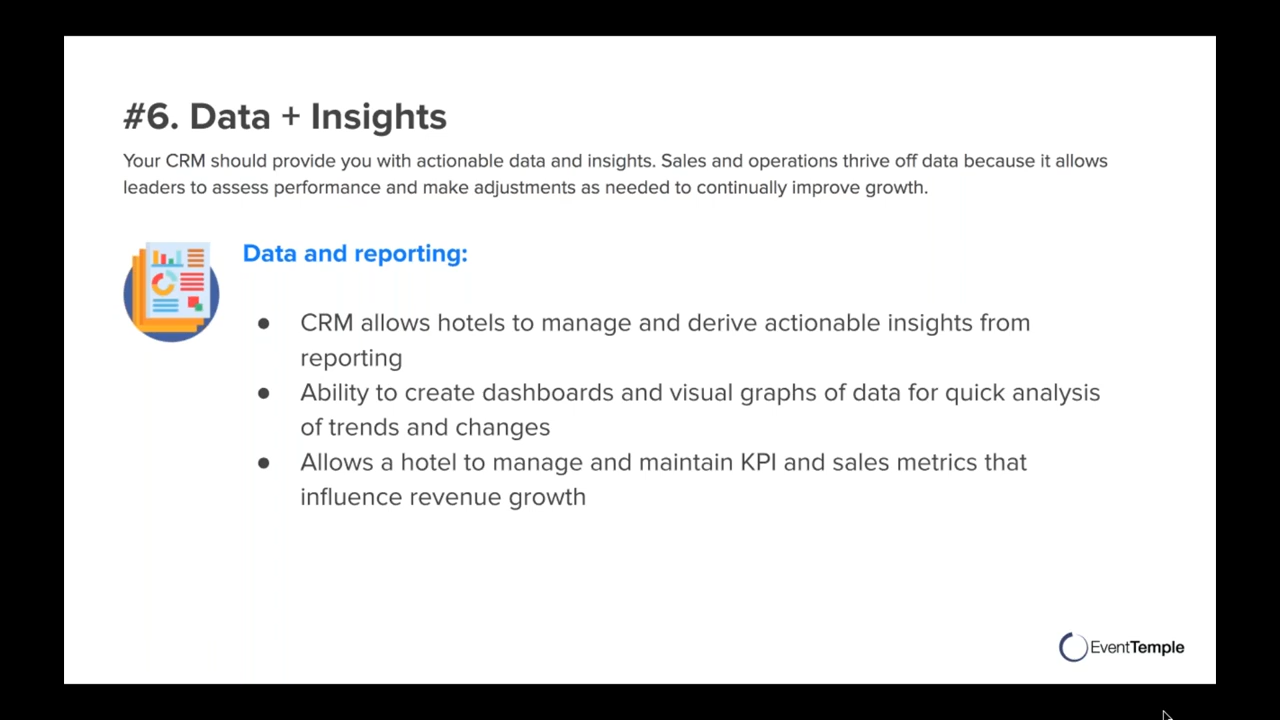 #6. Data + Insights
Your CRM should provide you with actionable data and insights. Sales and operations thrive off data because it allows
leaders to assess performance and make adjustments as needed to continually improve growth.
Data and reporting:
● CRM allows hotels to manage and derive actionable insights from
reporting
● Ability to create dashboards and visual graphs of data for quick analysis
of trends and changes
● Allows a hotel to manage and maintain KPI and sales metrics that
influence revenue growth
EventTemple